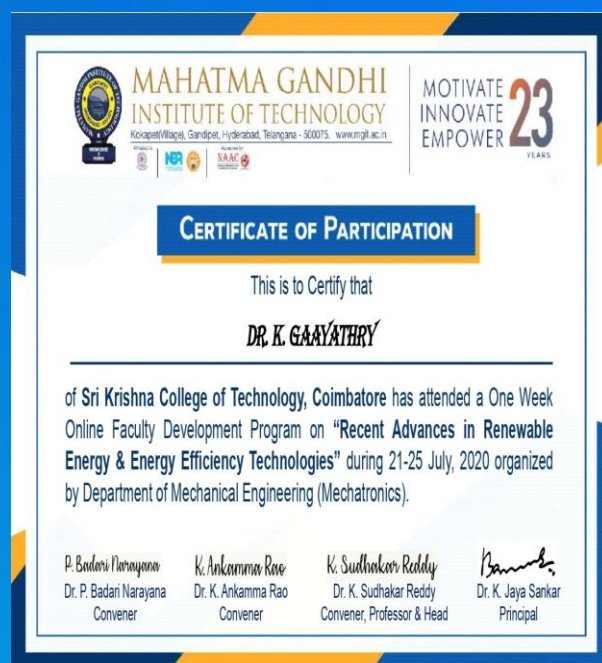 MAHATMA GANDHI
INSTITUTE OF TECHNOLOGY
Kokapet(Village), Gandipet, Hyderabad, Telangana - 500075. www.mgit.ac.in
MOTIVATE
INNOVATE
EMPOWER
23
YEARS
NAAC
CERTIFICATE OF PARTICIPATION
This is to Certify that
DR. K. GAAYATHRY
of Sri Krishna College of Technology, Coimbatore has attended a One Week
Online Faculty Development Program on “Recent Advances in Renewable
Energy & Energy Efficiency Technologies” during 21-25 July, 2020 organized
by Department of Mechanical Engineering (Mechatronics).
P. Badari Narayana
K. Ankamma Rao
K. Sudhakar Reddy
Dr. P. Badari Narayana
Dr. K. Ankamma Rao
Dr. K. Sudhakar Reddy
Dr. K. Jaya Sankar
Convener
Convener
Convener, Professor & Head
Principal